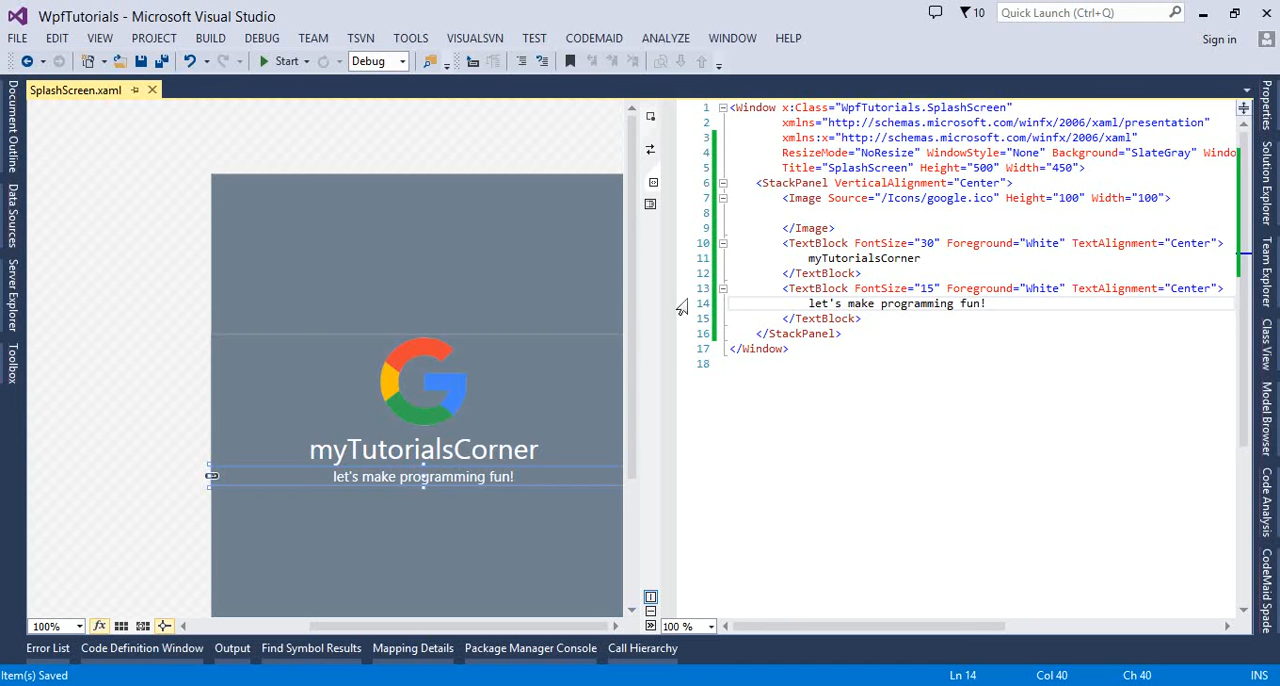 WpfTutorials - Microsoft Visual Studio
10
Quick Launch (Ctrl+Q)
FILE EDIT VIEW PROJECT BUILD DEBUG TEAM TSVN TOOLS VISUALSVN TEST CODEMAID ANALYZE WINDOW HELP
Sign in
Start
Debug
SplashScreen.xaml
Document Outline
Data Sources
Server Explorer
Toolbox
myTutorialsCorner
let's make programming fun!
100%
fx
1 <Window x:Class="WpfTutorials.SplashScreen"
2 xmlns="http://schemas.microsoft.com/winfx/2006/xaml/presentation"
3 xmlns:x="http://schemas.microsoft.com/winfx/2006/xaml"
4 ResizeMode="NoResize" WindowStyle="None" Background="SlateGray" Windo
5 Title="SplashScreen" Height="500" Width="450">
6 <StackPanel VerticalAlignment="Center">
7 <Image Source="/Icons/google.ico" Height="100" Width="100">
8
9 </Image>
10 <TextBlock FontSize="30" Foreground="White" TextAlignment="Center">
11 myTutorialsCorner
12 </TextBlock>
13 <TextBlock FontSize="15" Foreground="White" TextAlignment="Center">
14 let's make programming fun!
15 </TextBlock>
16 </StackPanel>
17 </Window>
18
100 %
Properties
Solution Explorer
Team Explorer
Class View
Model Browser
Code Analysis
CodeMaid Spade
Error List Code Definition Window Output Find Symbol Results Mapping Details Package Manager Console Call Hierarchy
Item(s) Saved
Ln 14 Col 40 Ch 40 INS